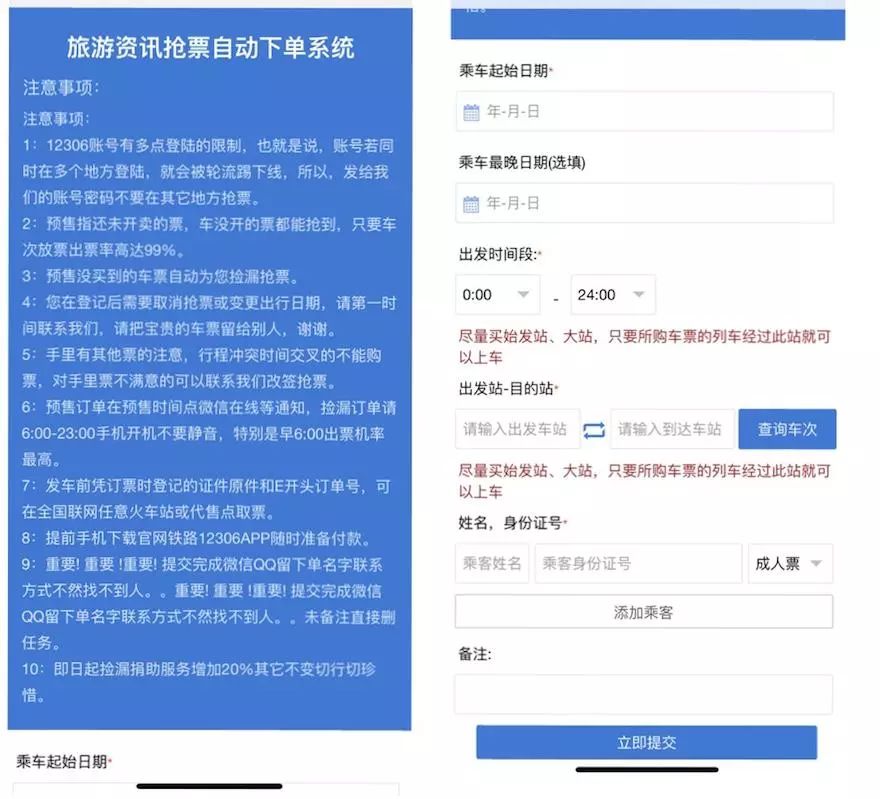 旅游资讯抢票自动下单系统
注意事项:
注意事项:
1：12306账号有多点登陆的限制，也就是说，账号若同
时在多个地方登陆，就会被轮流踢下线，所以，发给我
们的账号密码不要在其它地方抢票。
2：预售指还未开卖的票，车没开的票都能抢到，只要车
次放票出票率高达99%。
3：预售没买到的车票自动为您捡漏抢票。
4：您在登记后需要取消抢票或变更出行日期，请第一时
间联系我们，请把宝贵的车票留给别人，谢谢。
5：手里有其他票的注意，行程冲突时间交叉的不能购
票，对手里票不满意的可以联系我们改签抢票。
6：预售订单在预售时间点微信在线等通知，捡漏订单请
6:00-23:00手机开机不要静音，特别是早6:00出票机率
最高。
7：发车前凭订票时登记的证件原件和E开头订单号，可
在全国联网任意火车站或代售点取票。
8：提前手机下载官网铁路12306APP随时准备付款。
9：重要! 重要 !重要! 提交完成微信QQ留下单名字联系
方式不然找不到人。。重要! 重要 !重要! 提交完成微信
QQ留下单名字联系方式不然找不到人。。未备注直接删
任务。
10：即日起捡漏捐助服务增加20%其它不变切行切珍
惜。
乘车起始日期*
乘车起始日期*
年-月-日
乘车最晚日期(选填)
年-月-日
出发时间段:*
0:00 - 24:00
尽量买始发站、大站，只要所购车票的列车经过此站就可
以上车
出发站-目的站*
请输入出发车站 请输入到达车站 查询车次
尽量买始发站、大站，只要所购车票的列车经过此站就可
以上车
姓名，身份证号*
乘客姓名 乘客身份证号 成人票
添加乘客
备注:
立即提交